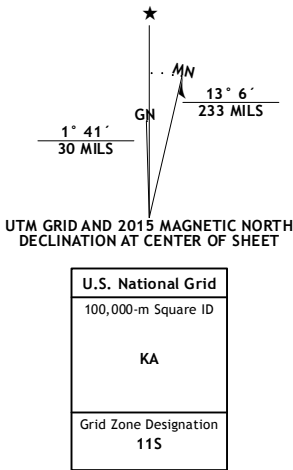 ★
MN
GN
13° 6´
233 MILS
1° 41´
30 MILS
UTM GRID AND 2015 MAGNETIC NORTH
DECLINATION AT CENTER OF SHEET
U.S. National Grid
100,000-m Square ID
KA
Grid Zone Designation
11S